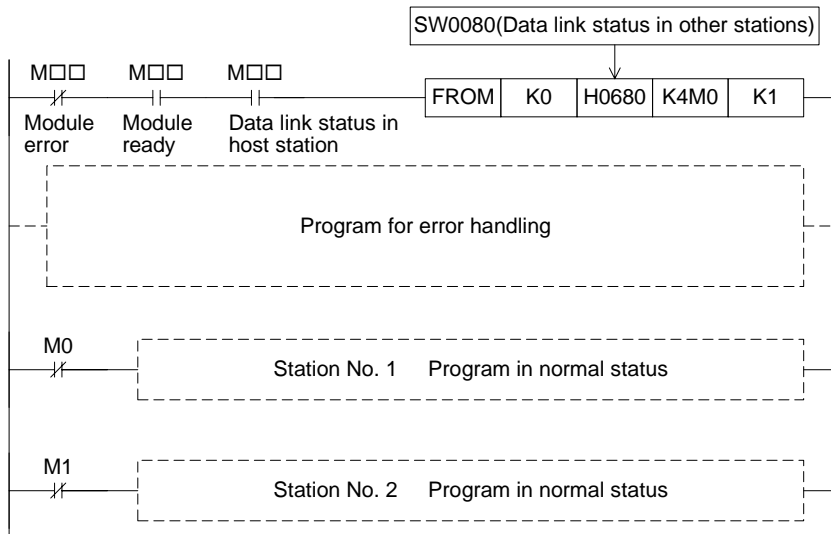 SW0080(Data link status in other stations)
M□□ M□□ M□□
FROM K0 H0680 K4M0 K1
Module error
Module ready
Data link status in host station
Program for error handling
M0
Station No. 1 Program in normal status
M1
Station No. 2 Program in normal status